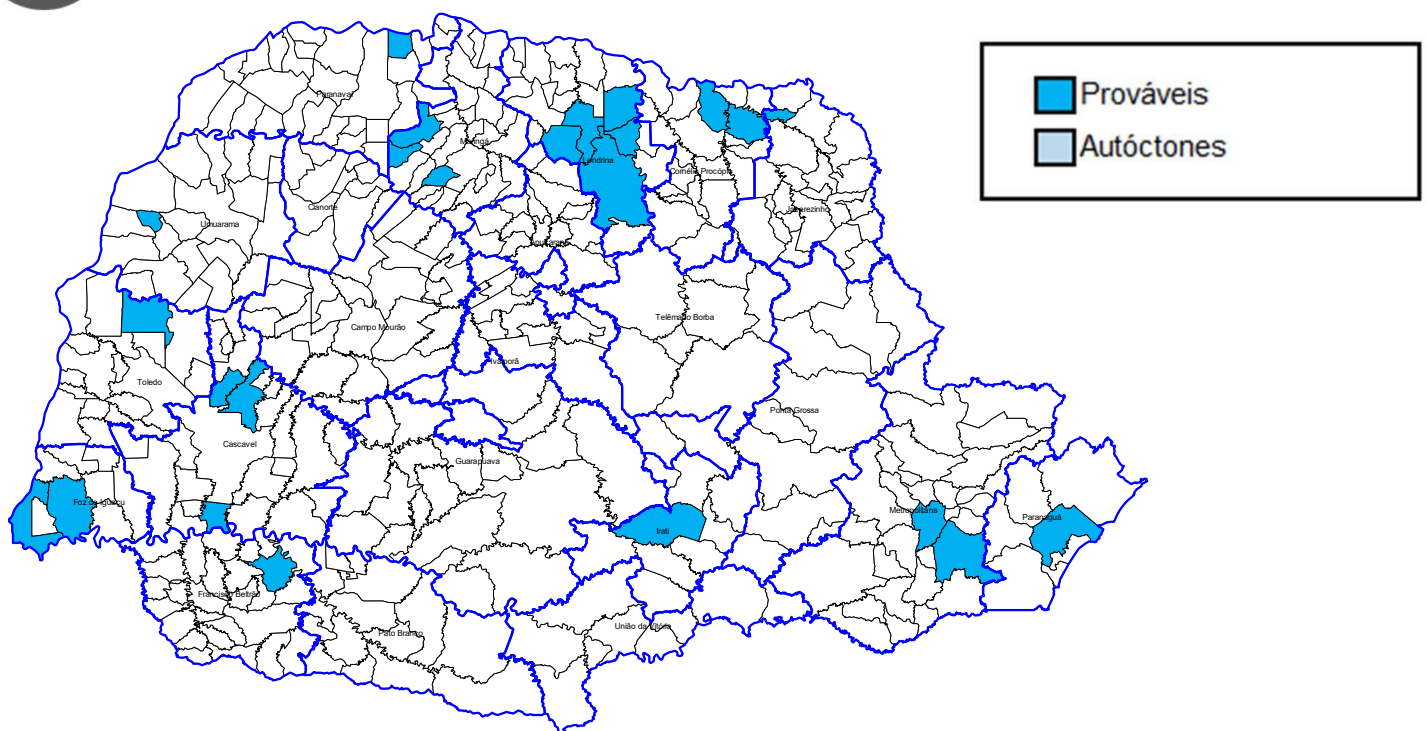 Prováveis
Autóctones
Paranavaí
Maringá
Londrina
Cornélio Procópio
Jacarezinho
Cianorte
Umuarama
Apucarana
Telêmaco Borba
Campo Mourão
Ivaiporã
Toledo
Ponta Grossa
Cascavel
Guarapuava
Foz do Iguaçu
Metropolitana
Paranaguá
Irati
Francisco Beltrão
Pato Branco
União da Vitória